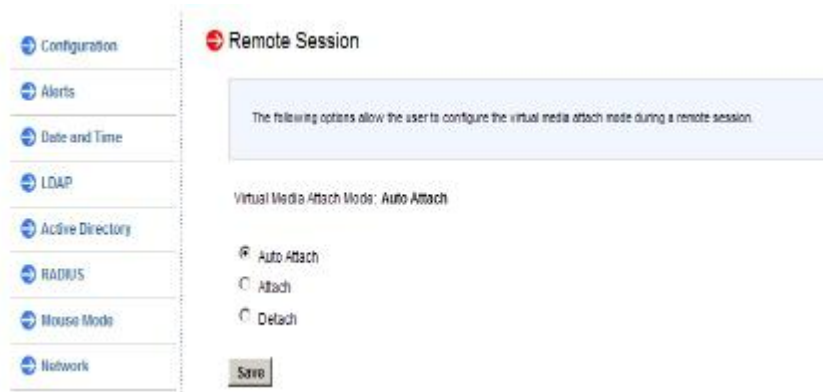 Configuration
Alerts
Date and Time
LDAP
Active Directory
RADIUS
Mouse Mode
Network
Remote Session
The following options allow the user to configure the virtual media attach mode during a remote session.
Virtual Media Attach Mode: Auto Attach
Auto Attach
Attach
Detach
Save